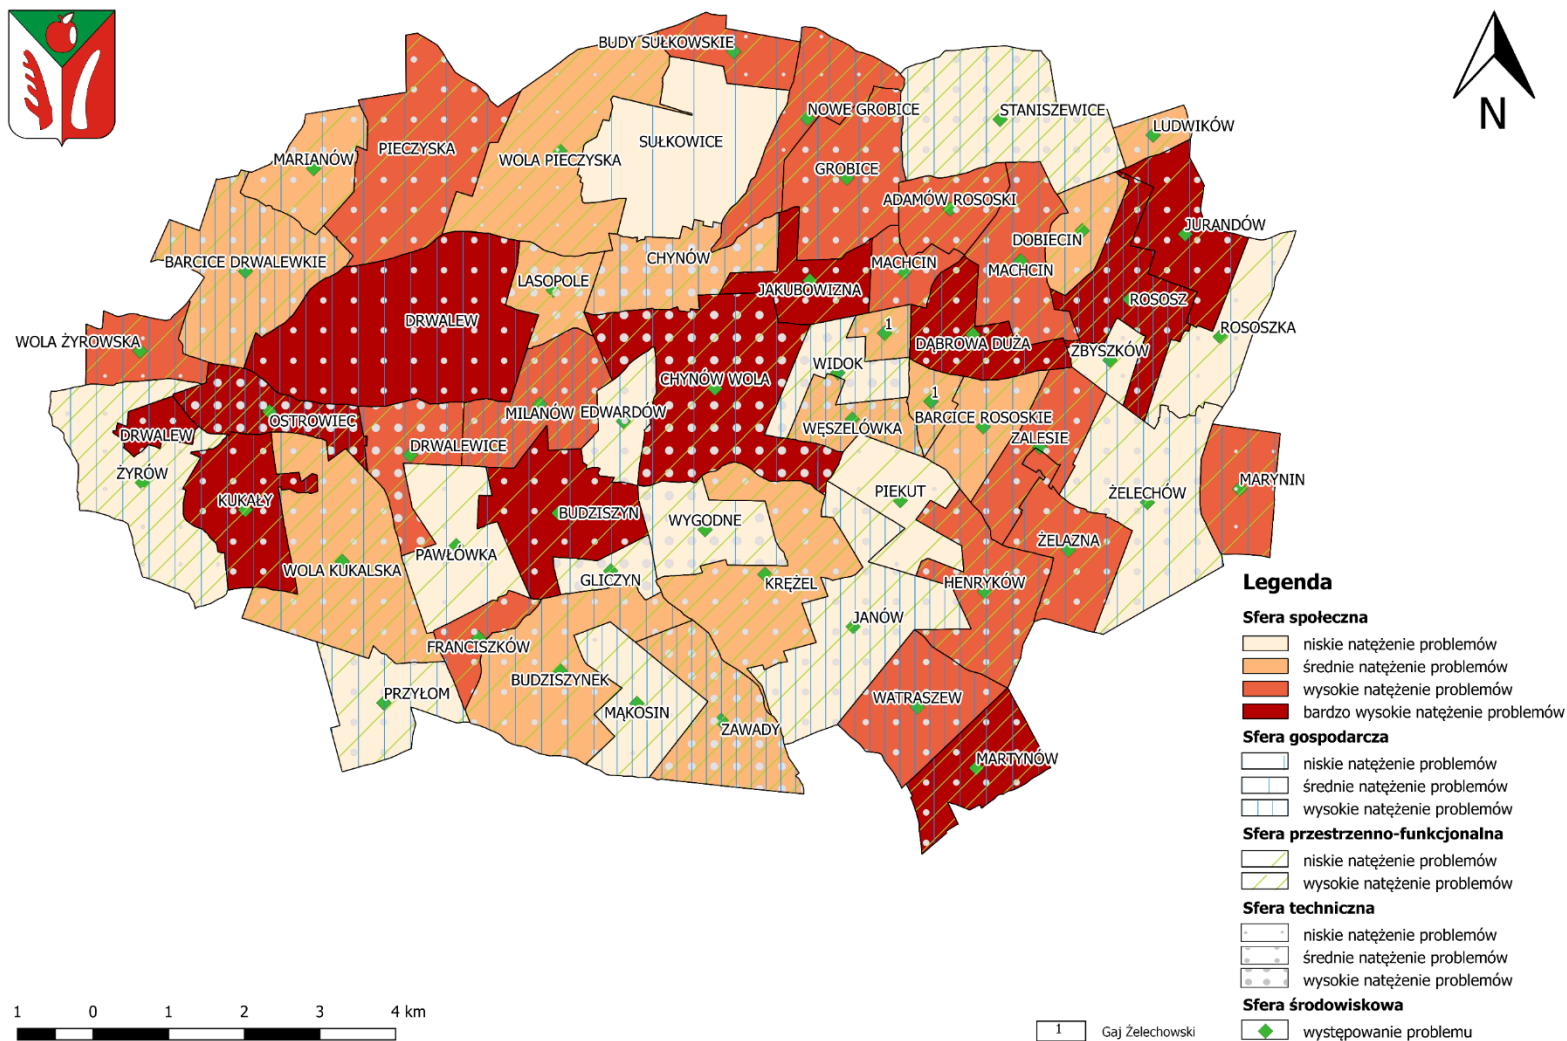 BUDY SUŁKOWSKIE
NOWE GROBICE
STANISZEWICE
LUDWIKÓW
PIECZYSKA
SUŁKOWICE
MARIANÓW
WOLA PIECZYSKA
GROBICE
ADAMÓW ROSOSKI
JURANDÓW
DOBIECIN
BARCICE DRWALEWKIE
CHYNÓW
MACHCIN
MACHCIN
LASOPOLE
JAKUBOWIZNA
ROSOSZ
DRWALEW
1
ROSOSZKA
WOLA ŻYROWSKA
DĄBROWA DUŻA
ZBYSZKÓW
WIDOK
CHYNÓW WOLA
1
MILANÓW
EDWARDÓW
OSTROWIEC
BARCICE ROSOSKIE
WĘSZELÓWKA
DRWALEW
ZALESIE
DRWALEWICE
ŻYRÓW
MARYNIN
PIEKUT
ŻELECHÓW
KUKAŁY
BUDZISZYN
WYGODNE
ŻELAZNA
PAWŁÓWKA
WOLA KUKALSKA
GLICZYN
KRĘŻEL
HENRYKÓW
JANÓW
FRANCISZKÓW
BUDZISZYNEK
PRZYŁOM
WATRASZEW
MĄKOSIN
ZAWADY
MARTYNÓW
N
Legenda
Sfera społeczna
niskie natężenie problemów
średnie natężenie problemów
wysokie natężenie problemów
bardzo wysokie natężenie problemów
Sfera gospodarcza
niskie natężenie problemów
średnie natężenie problemów
wysokie natężenie problemów
Sfera przestrzenno-funkcjonalna
niskie natężenie problemów
wysokie natężenie problemów
Sfera techniczna
niskie natężenie problemów
średnie natężenie problemów
wysokie natężenie problemów
Sfera środowiskowa
występowanie problemu
1 Gaj Żelechowski
1 0 1 2 3 4 km